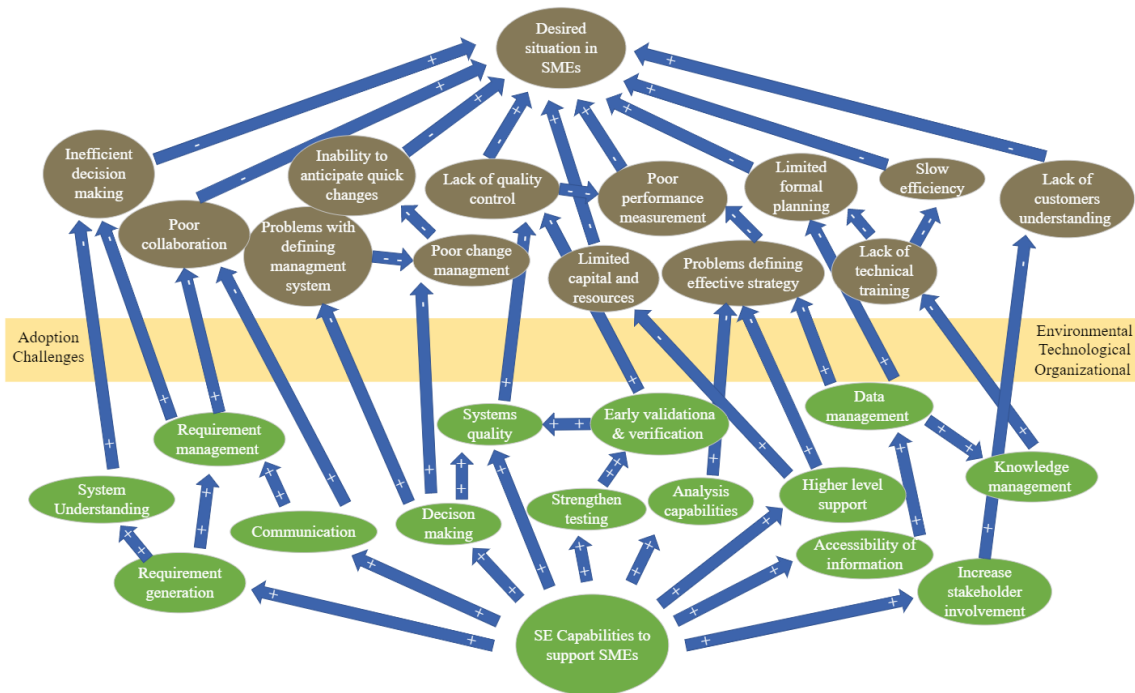 Desired
situation in
SMEs
Inefficient
decision
making
Inability to
anticipate quick
changes
Lack of quality
control
Poor
performance
measurement
Limited
formal
planning
Slow
efficiency
Lack of
customers
understanding
Poor
collaboration
Problems with
defining
managment
system
Poor change
managment
Limited
capital and
resources
Problems defining
effective strategy
Lack of
technical
training
Adoption
Challenges
Environmental
Technological
Organizational
Requirement
management
Systems
quality
Early validationa
& verification
Data
management
Knowledge
management
System
Understanding
Communication
Decison
making
Strengthen
testing
Analysis
capabilities
Higher level
support
Accessibility of
information
Requirement
generation
Increase
stakeholder
involvement
SE Capabilities to
support SMEs